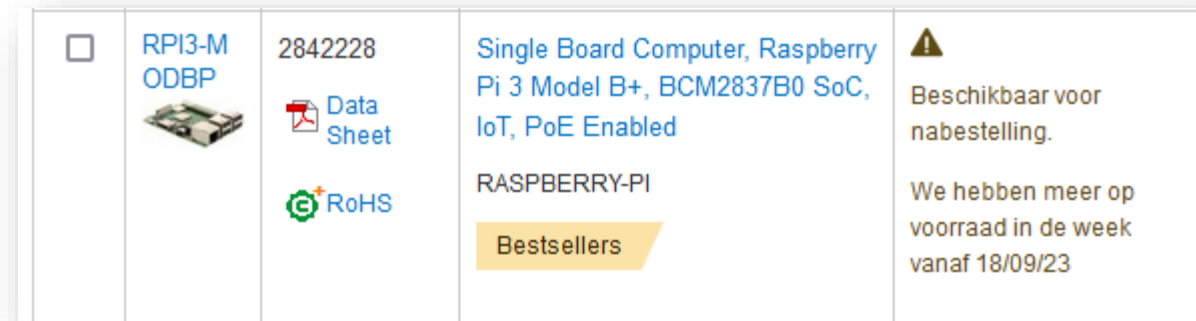 RPI3-M
ODBP
2842228
Data
Sheet
RoHS
Single Board Computer, Raspberry
Pi 3 Model B+, BCM2837B0 SoC,
IoT, PoE Enabled
RASPBERRY-PI
Bestsellers
Beschikbaar voor
nabestelling.
We hebben meer op
voorraad in de week
vanaf 18/09/23